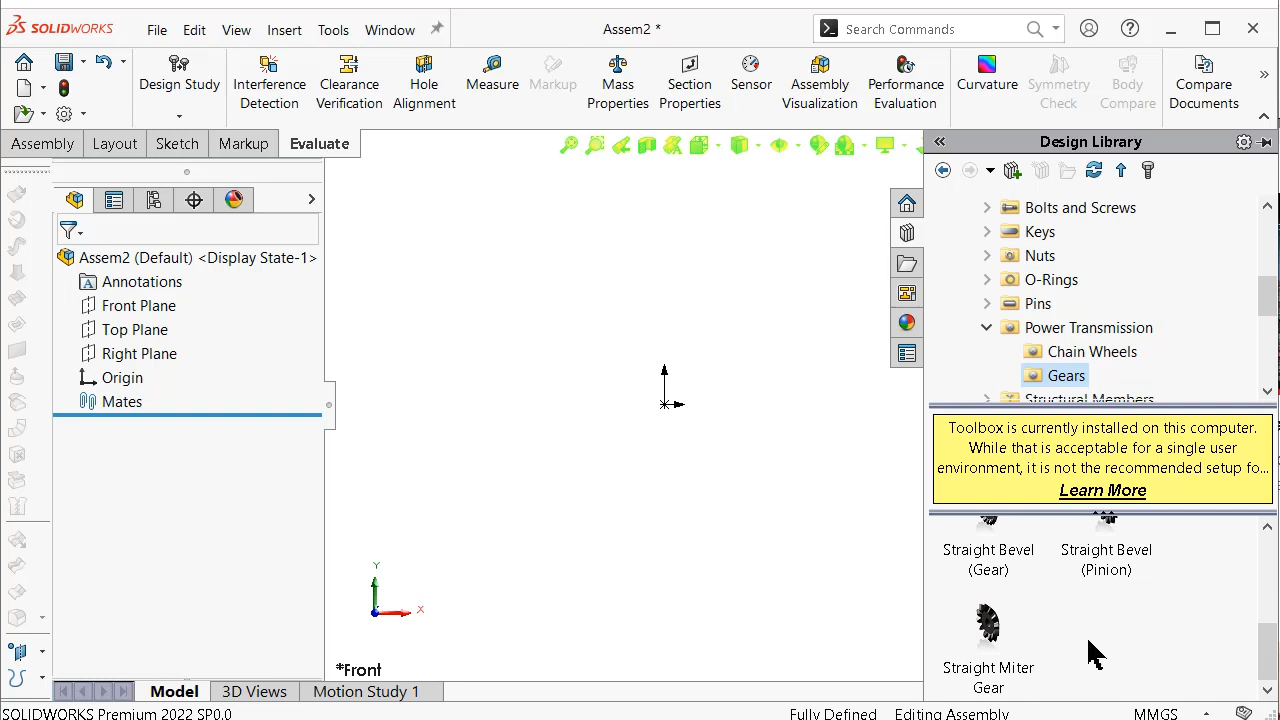 SOLIDWORKS File Edit View Insert Tools Window Assem2 * Search Commands
Design Study
Interference Detection
Clearance Verification
Hole Alignment
Measure
Markup
Mass Properties
Section Properties
Sensor
Assembly Visualization
Performance Evaluation
Curvature
Symmetry Check
Body Compare
Compare Documents
Assembly Layout Sketch Markup Evaluate
Assem2 (Default) <Display State-1>
Annotations
Front Plane
Top Plane
Right Plane
Origin
Mates
Y
X
*Front
Design Library
Bolts and Screws
Keys
Nuts
O-Rings
Pins
Power Transmission
Chain Wheels
Gears
Structural Members
Toolbox is currently installed on this computer.
While that is acceptable for a single user
environment, it is not the recommended setup fo...
Learn More
Straight Bevel (Gear)
Straight Bevel (Pinion)
Straight Miter Gear
Model 3D Views Motion Study 1
SOLIDWORKS Premium 2022 SP0.0 Fully Defined Editing Assembly MMGS